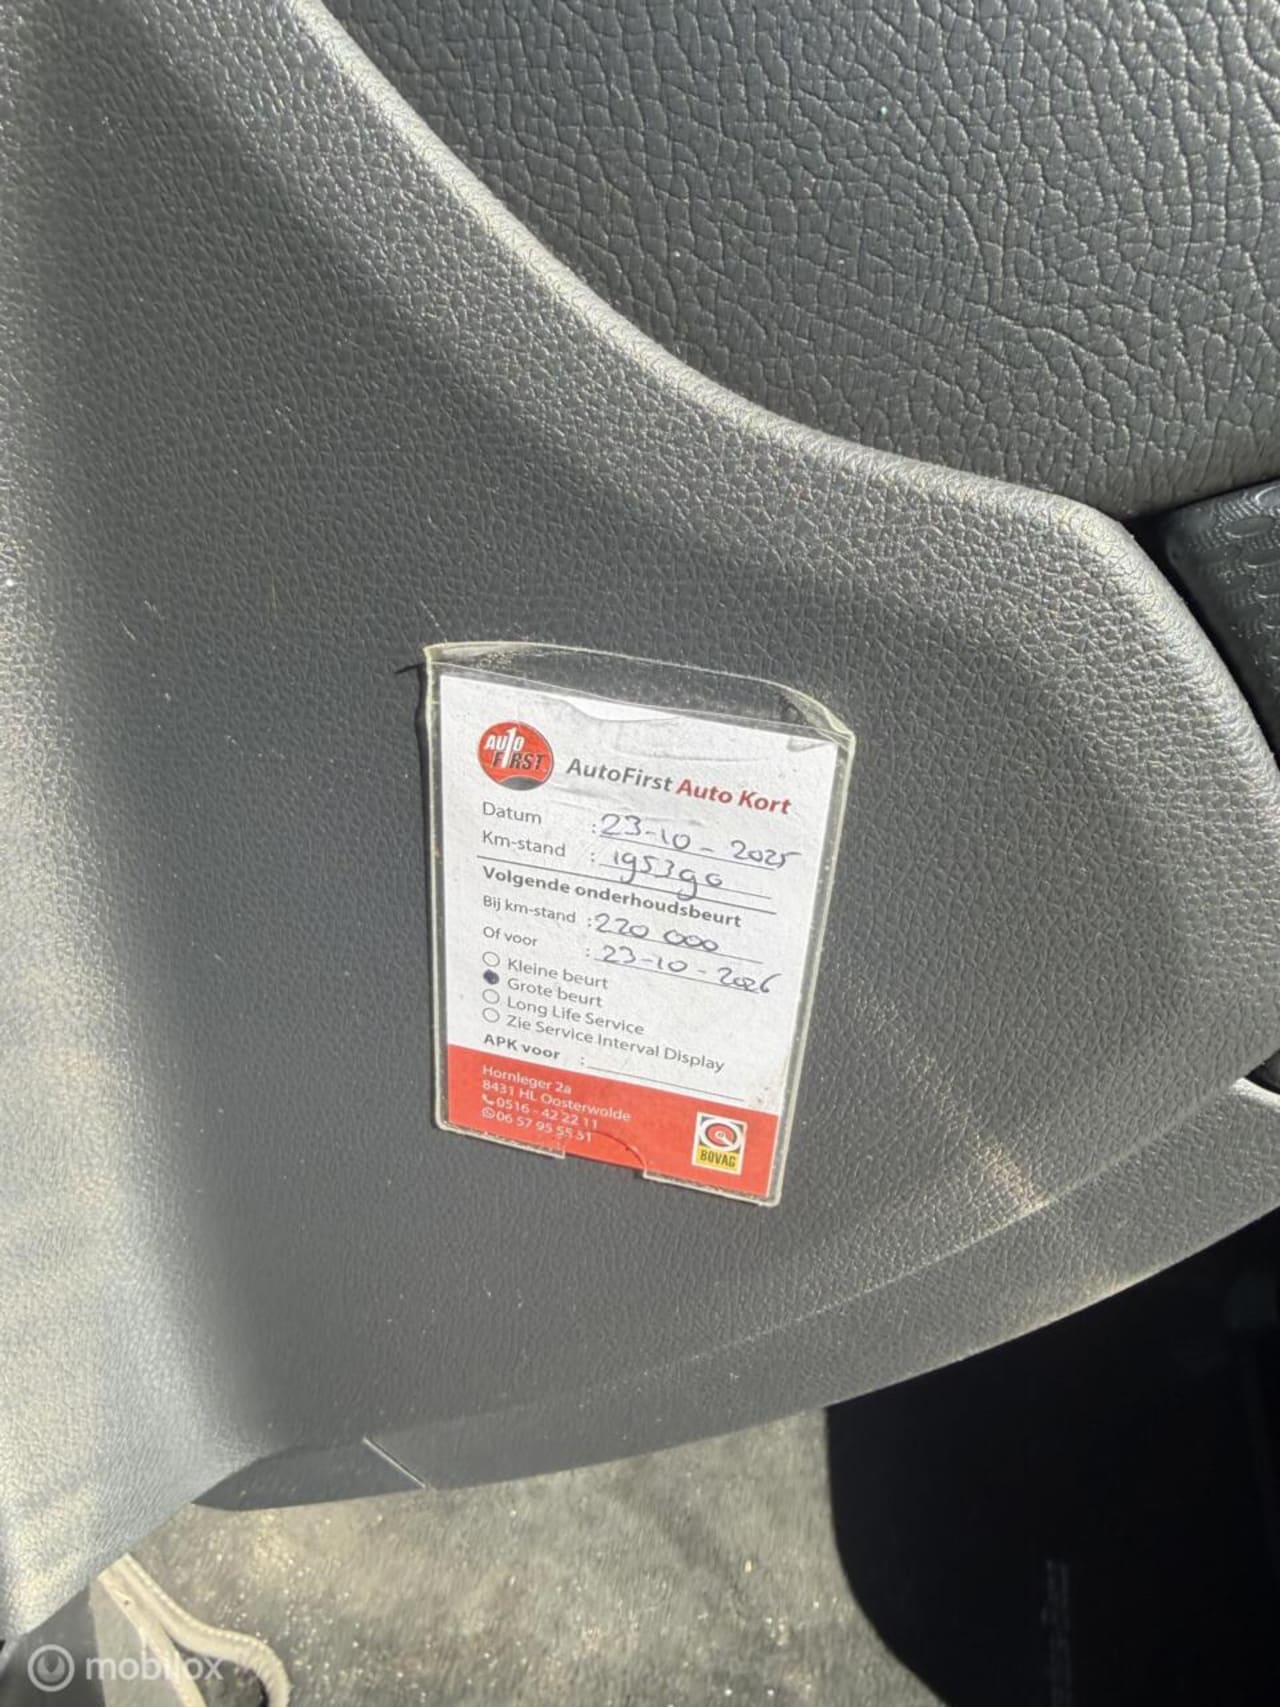 AUTO
FIRST
AutoFirst Auto Kort
Datum : 23-10-2025
Km-stand : 195390
Volgende onderhoudsbeurt
Bij km-stand : 220 000
Of voor : 23-10-2026
Kleine beurt
Grote beurt
Long Life Service
Zie Service Interval Display
APK voor :
Hornleger 2a
8431 HL Oosterwolde
0516 - 42 22 11
06 57 95 55 31
BOVAG
mobilox